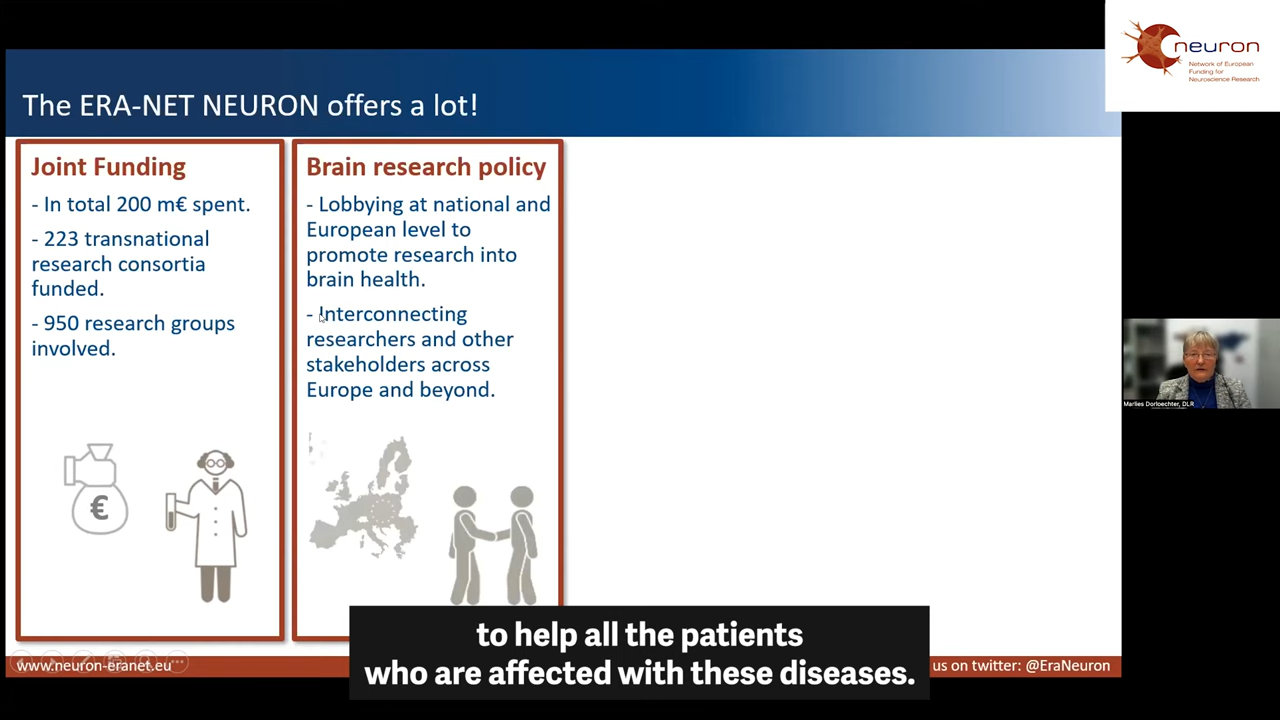 neuron
Network of European
Funding for
Neuroscience Research
The ERA-NET NEURON offers a lot!
Joint Funding
- In total 200 m€ spent.
- 223 transnational
research consortia
funded.
- 950 research groups
involved.
€
Brain research policy
- Lobbying at national and
European level to
promote research into
brain health.
- Interconnecting
researchers and other
stakeholders across
Europe and beyond.
Marlies Dorloechter, DLR
to help all the patients
who are affected with these diseases.
www.neuron-eranet.eu
us on twitter: @EraNeuron